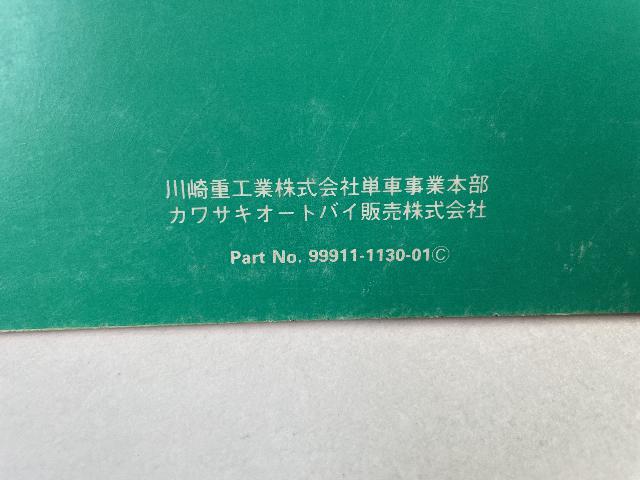 川崎重工業株式会社単車事業本部
カワサキオートバイ販売株式会社
Part No. 99911-1130-01Ⓒ